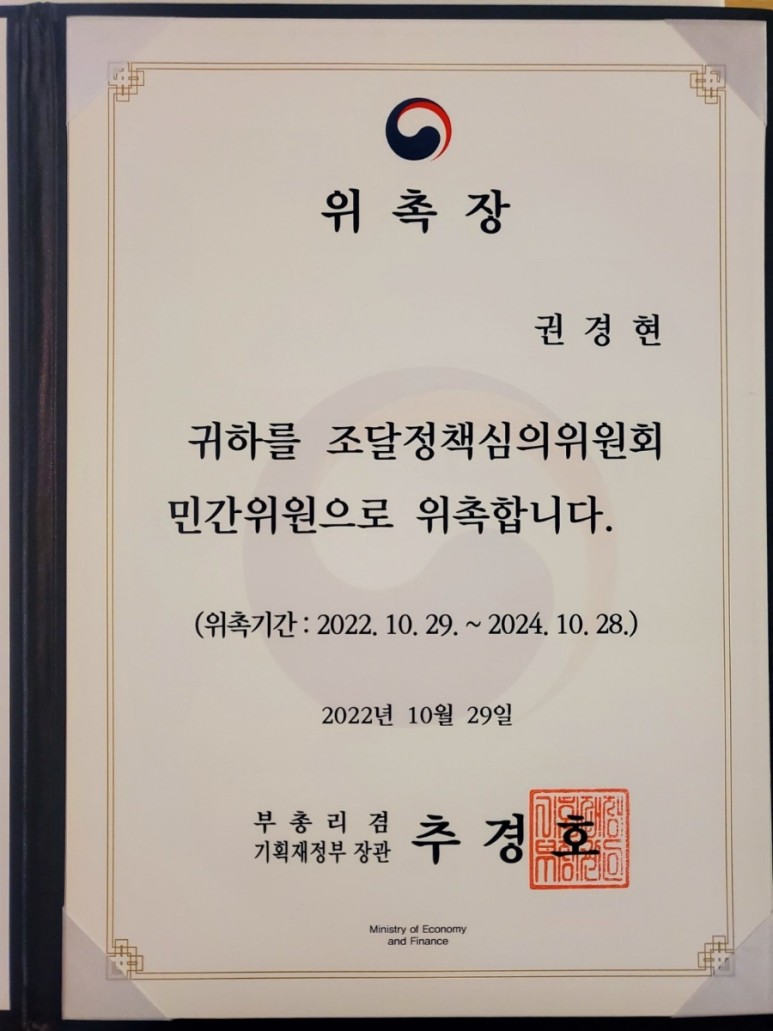 위 촉 장
권 경 현
귀하를 조달정책심의위원회
민간위원으로 위촉합니다.
(위촉기간 : 2022. 10. 29. ~ 2024. 10. 28.)
2022년 10월 29일
부 총 리 겸
기획재정부 장관 추 경 호
Ministry of Economy
and Finance